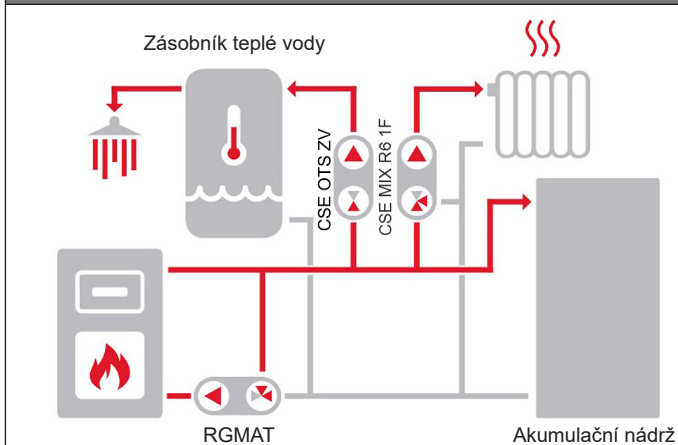 Zásobník teplé vody
CSE OTS ZV
CSE MIX R6 1F
RGMAT
Akumulační nádrž